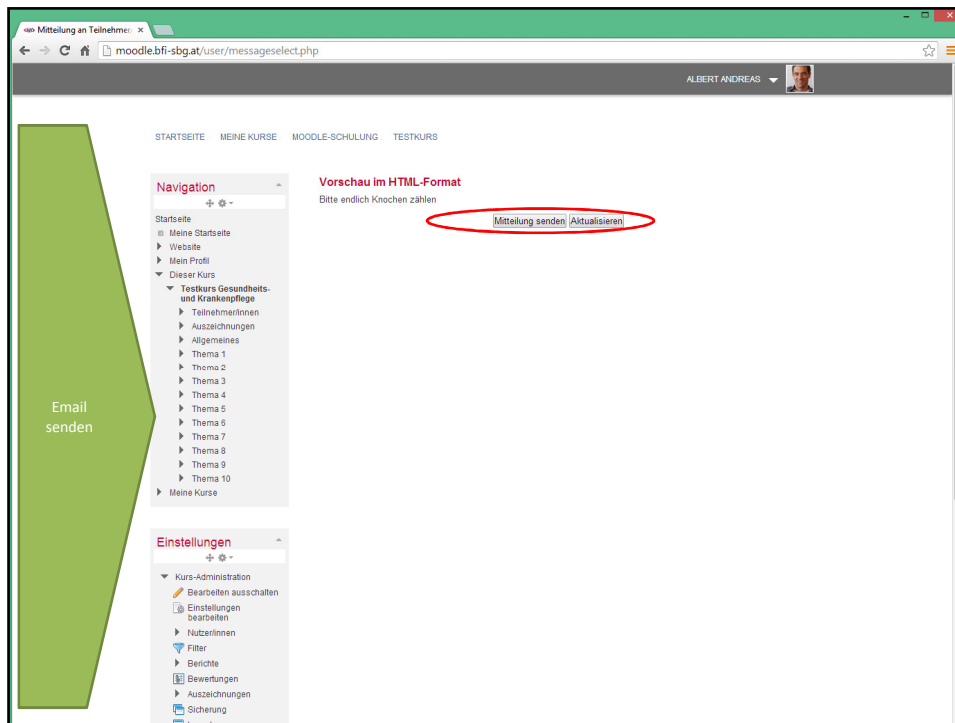 Mitteilung an Teilnehmer
moodle.bfi-sbg.at/user/messageselect.php
ALBERT ANDREAS
STARTSEITE MEINE KURSE MOODLE-SCHULUNG TESTKURS
Email
senden
Navigation
Startseite
Meine Startseite
Website
Mein Profil
Dieser Kurs
Testkurs Gesundheits-
und Krankenpflege
Teilnehmer/innen
Auszeichnungen
Allgemeines
Thema 1
Thema 2
Thema 3
Thema 4
Thema 5
Thema 6
Thema 7
Thema 8
Thema 9
Thema 10
Meine Kurse
Vorschau im HTML-Format
Bitte endlich Knochen zählen
Mitteilung senden Aktualisieren
Einstellungen
Kurs-Administration
Bearbeiten ausschalten
Einstellungen
bearbeiten
Nutzer/innen
Filter
Berichte
Bewertungen
Auszeichnungen
Sicherung